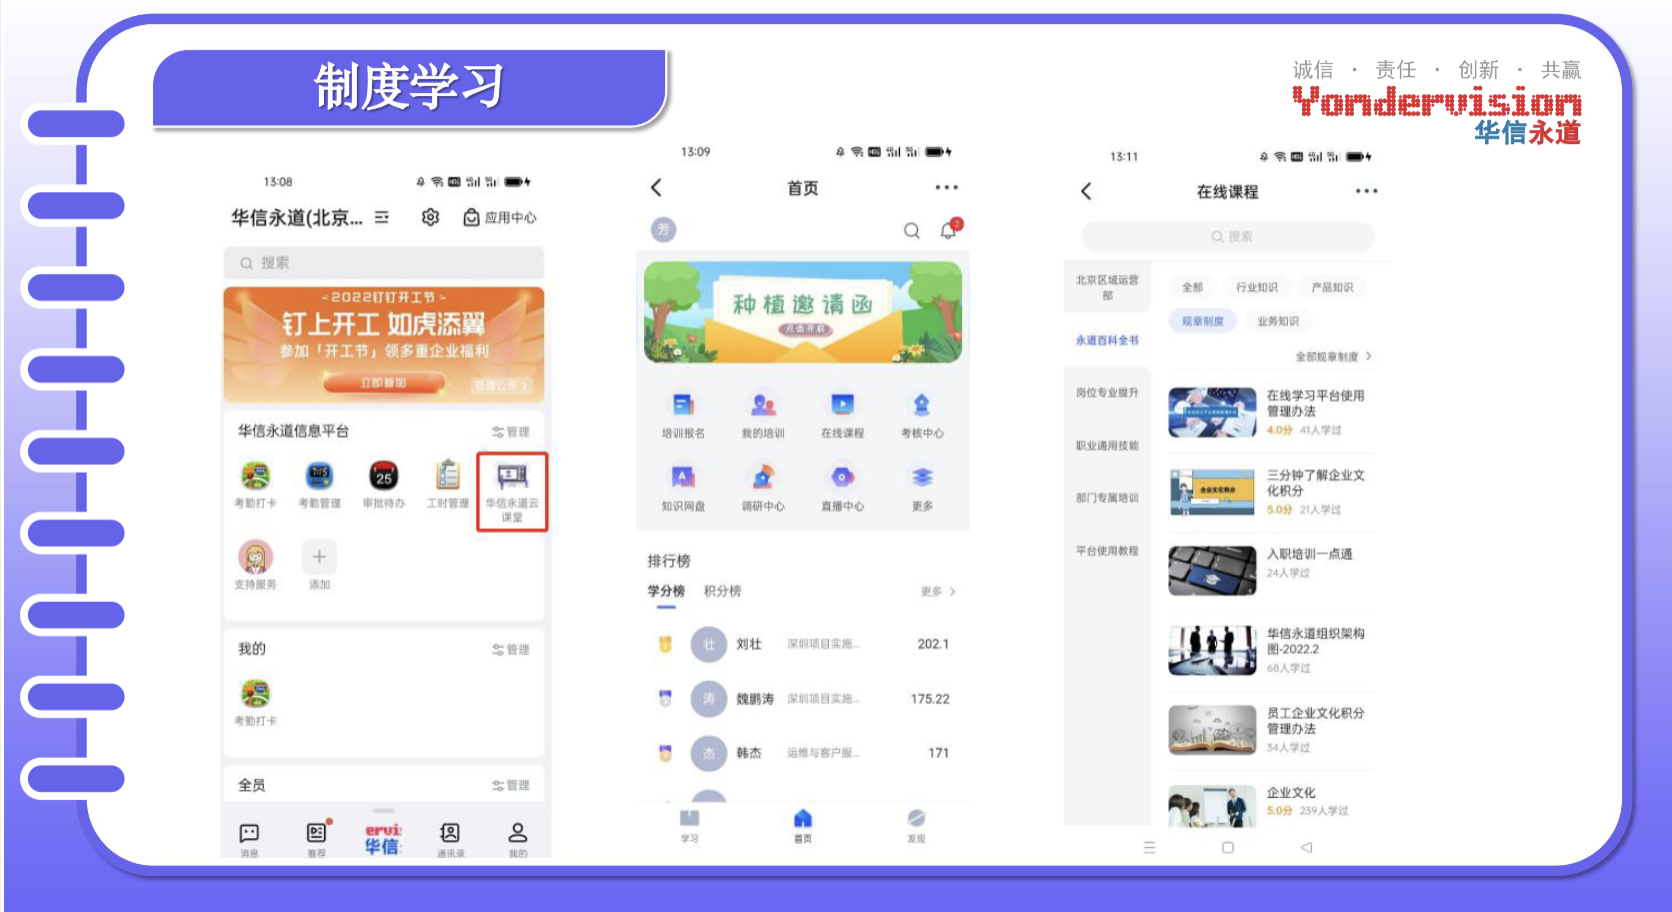 制度学习
诚信 · 责任 · 创新 · 共赢
Yondervision
华信永道
13:08
华信永道(北京...
应用中心
搜索
2022钉钉开工节
钉上开工 如虎添翼
参加「开工节」领多重企业福利
立即参加
华信永道信息平台
管理
考勤打卡
考勤管理
25
审批待办
工时管理
华信永道云
课堂
支持服务
添加
我的
管理
考勤打卡
全员
管理
消息
推荐
ervi
华信
通讯录
我的
13:09
首页
芳
2
种植邀请函
点击开启
培训报名
我的培训
在线课程
考核中心
知识网盘
调研中心
直播中心
更多
排行榜
学分榜
积分榜
更多
壮
刘壮
深圳项目实施...
202.1
涛
魏鹏涛
深圳项目实施...
175.22
杰
韩杰
运维与客户服...
171
学习
首页
发现
13:11
在线课程
搜索
北京区域运营
部
永道百科全书
岗位专业提升
职业通用技能
部门专属培训
平台使用教程
全部
行业知识
产品知识
规章制度
业务知识
全部规章制度
在线学习平台使用
管理办法
4.0分 41人学过
企业文化积分
三分钟了解企业文
化积分
5.0分 21人学过
入职培训一点通
24人学过
华信永道组织架构
图-2022.2
68人学过
员工企业文化积分
管理办法
34人学过
企业文化
5.0分 239人学过